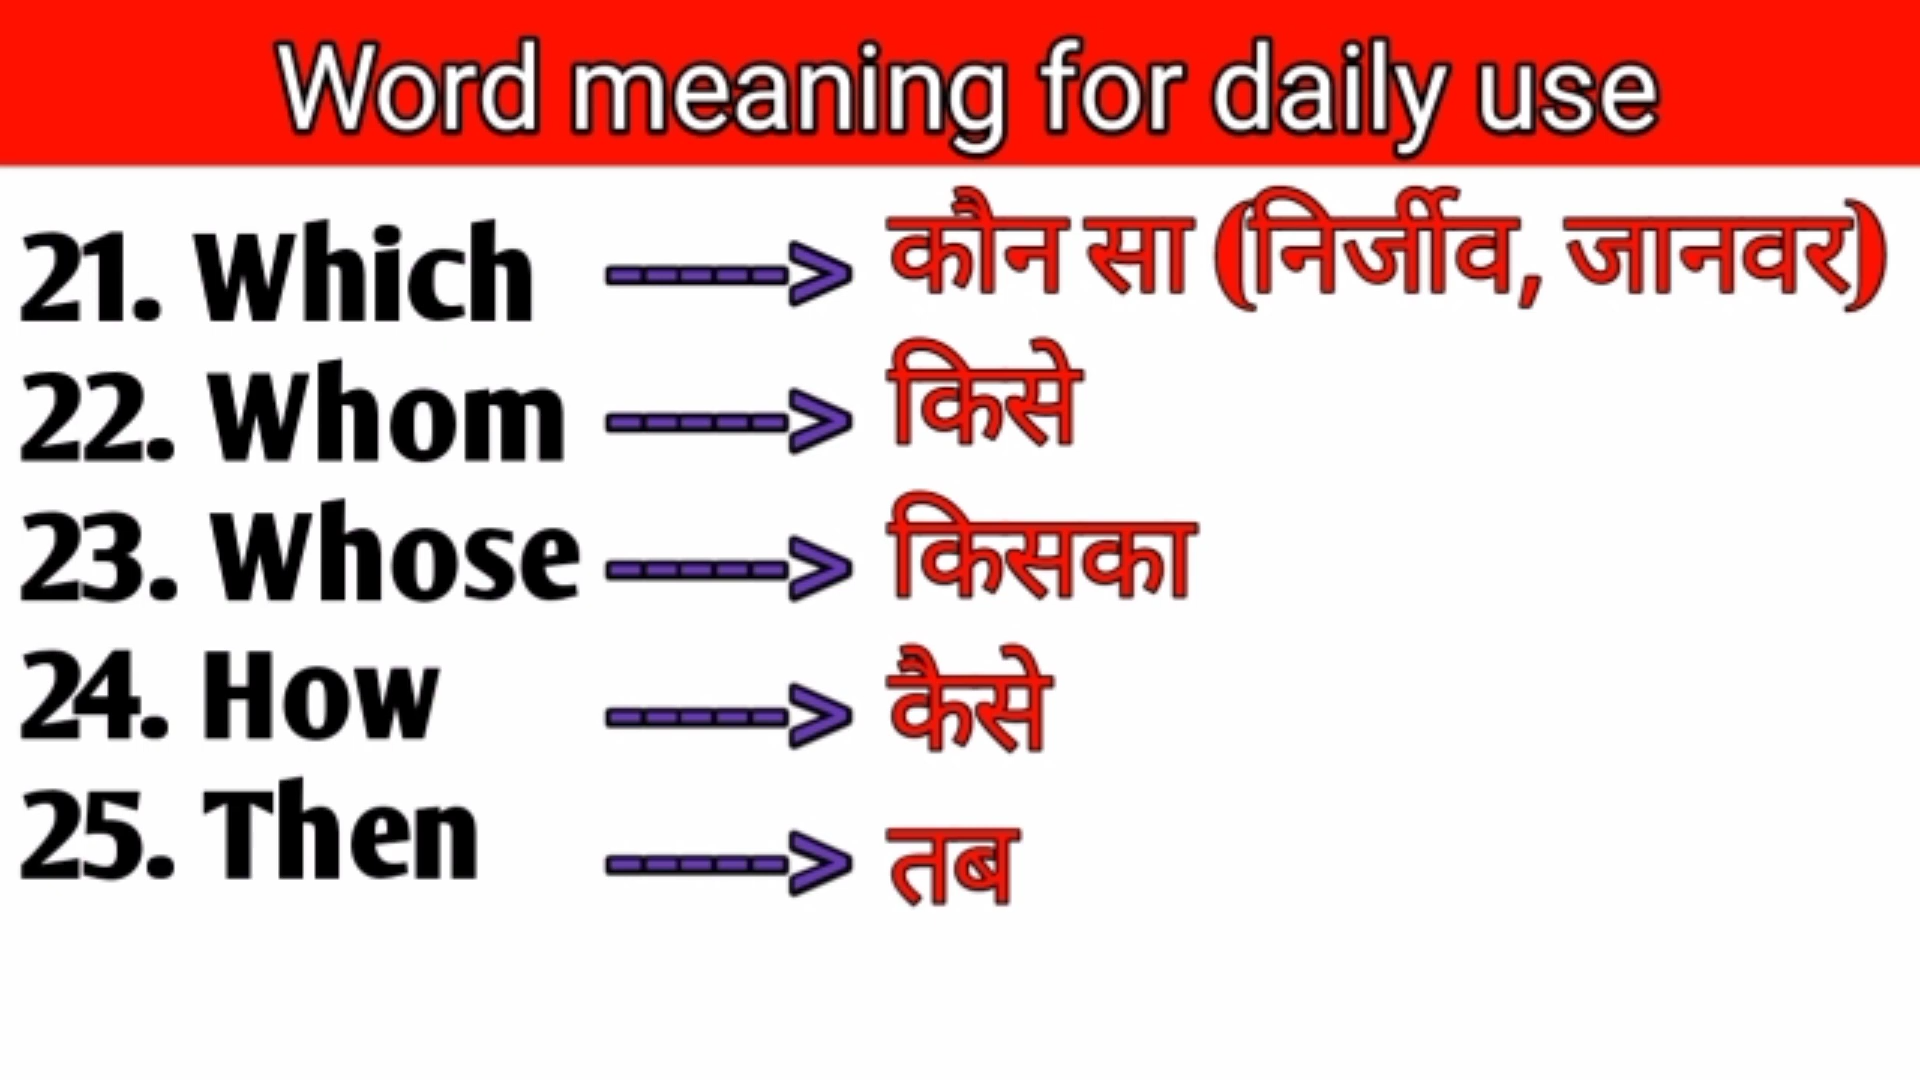 Word meaning for daily use
21. Which -----> कौन सा (निर्जीव, जानवर)
22. Whom -----> किसे
23. Whose -----> किसका
24. How -----> कैसे
25. Then -----> तब